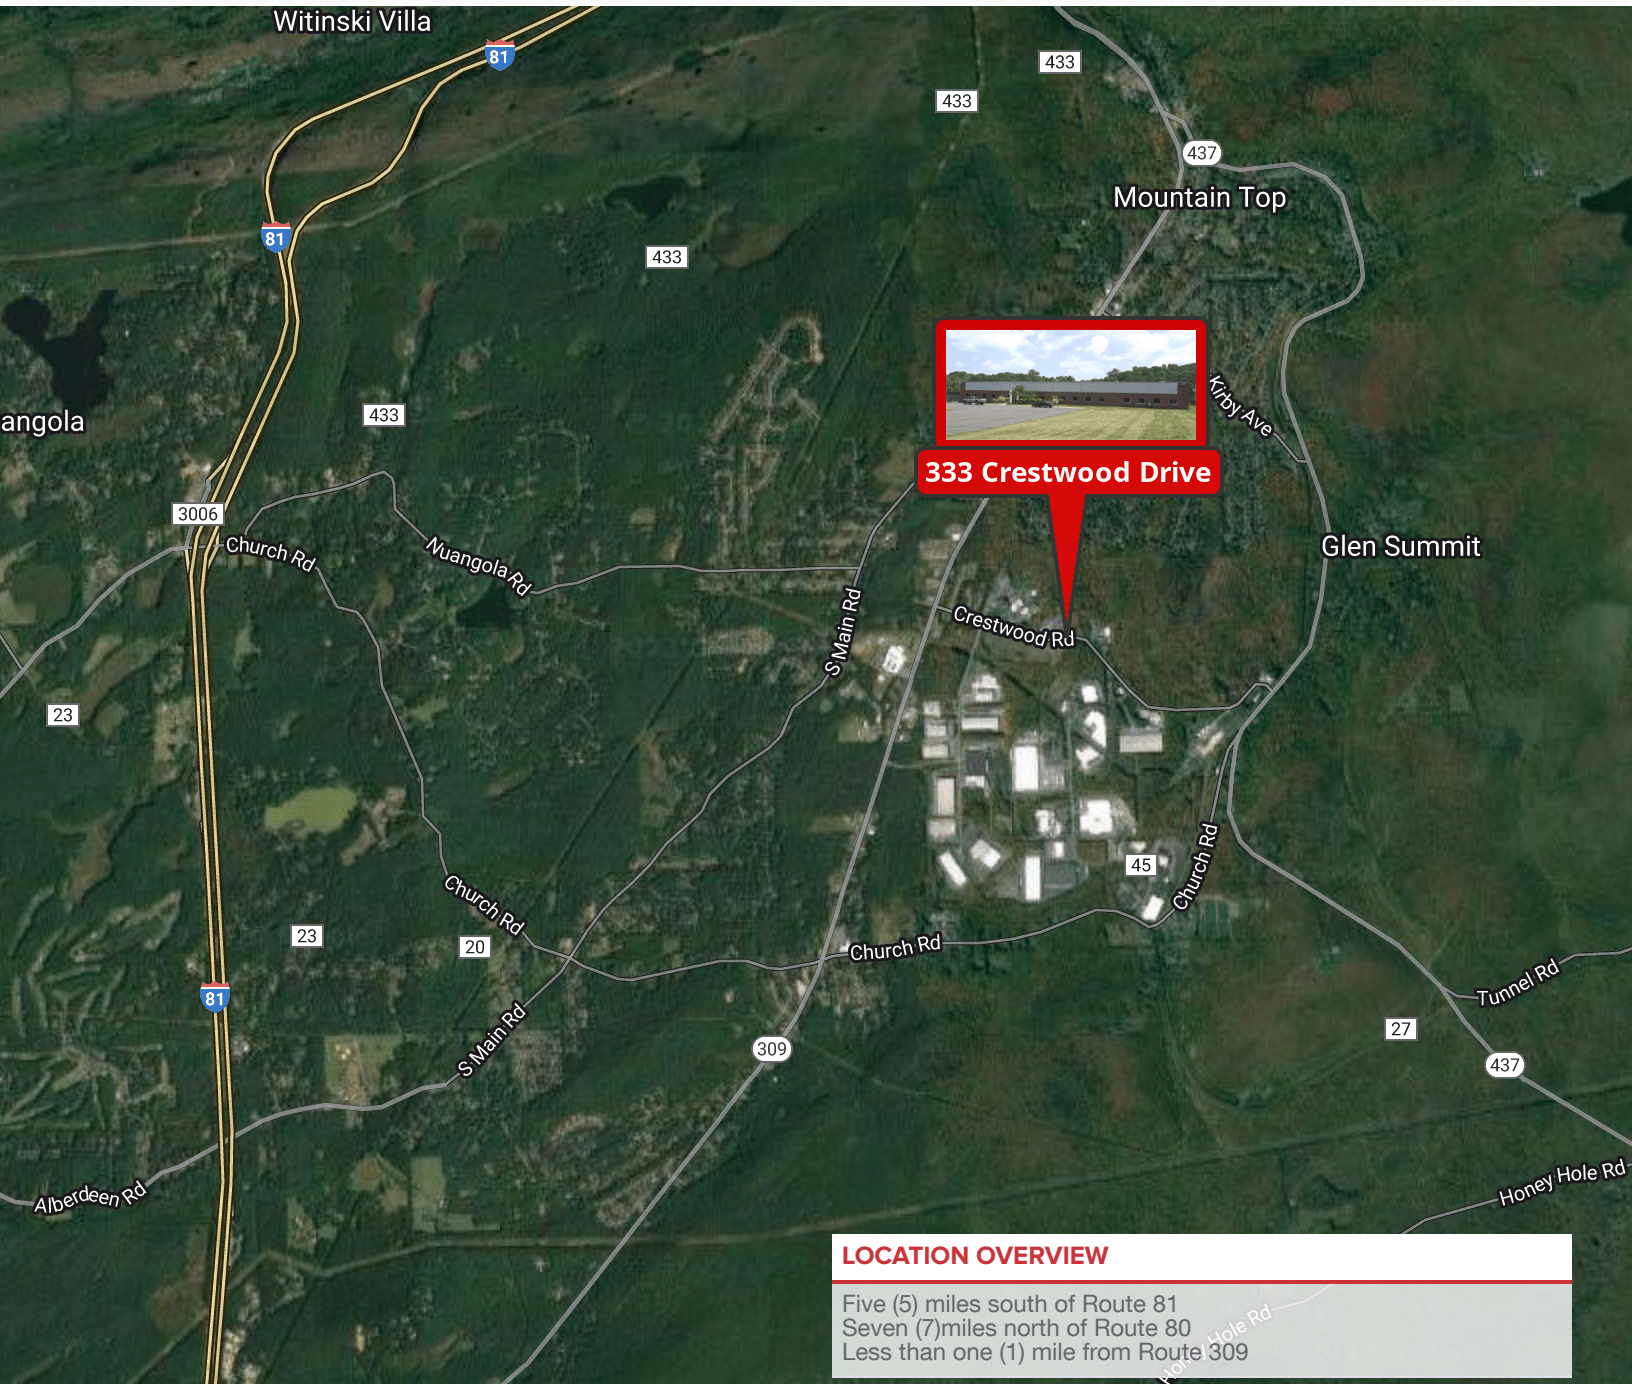 Witinski Villa
81
433
433
437
Mountain Top
81
433
333 Crestwood Drive
Kirby Ave
433
angola
3006
Church Rd
Nuangola Rd
S Main Rd
Crestwood Rd
Glen Summit
23
45
Church Rd
Church Rd
23
20
Church Rd
81
S Main Rd
309
Tunnel Rd
27
437
Alberdeen Rd
Honey Hole Rd
LOCATION OVERVIEW
Five (5) miles south of Route 81
Seven (7)miles north of Route 80
Less than one (1) mile from Route 309
Honey Hole Rd